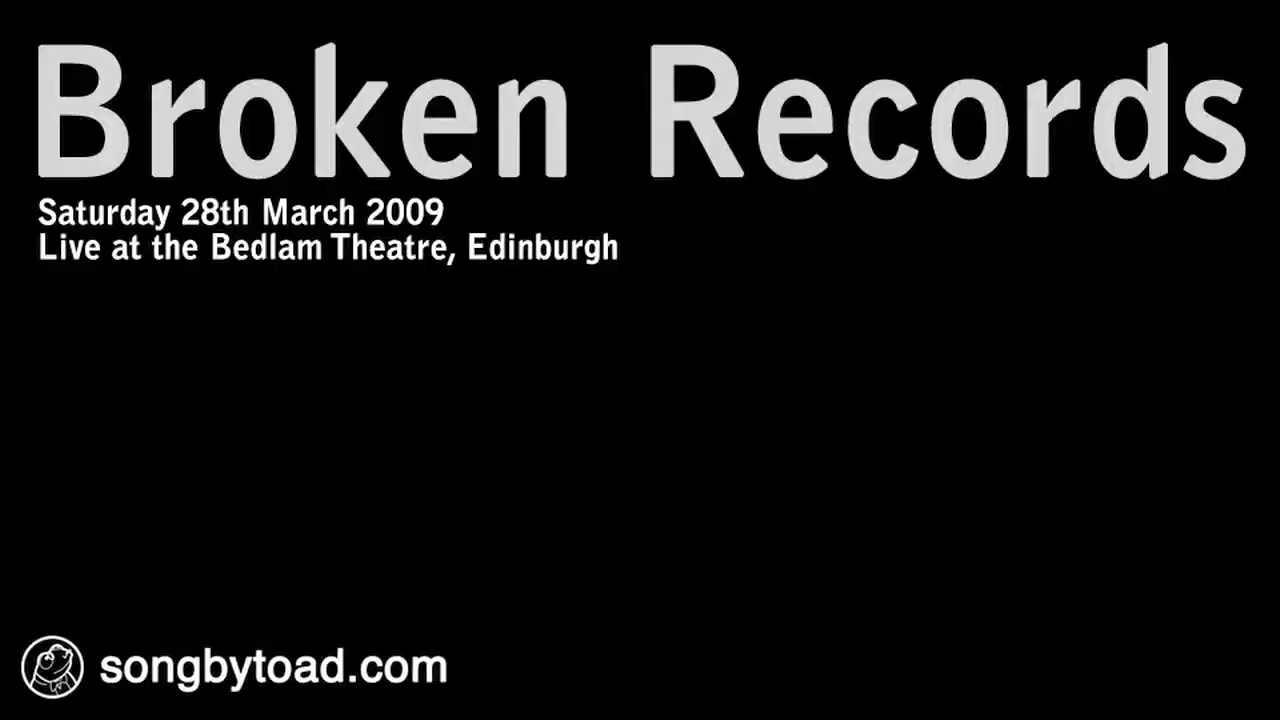 Broken Records
Saturday 28th March 2009
Live at the Bedlam Theatre, Edinburgh
songbytoad.com